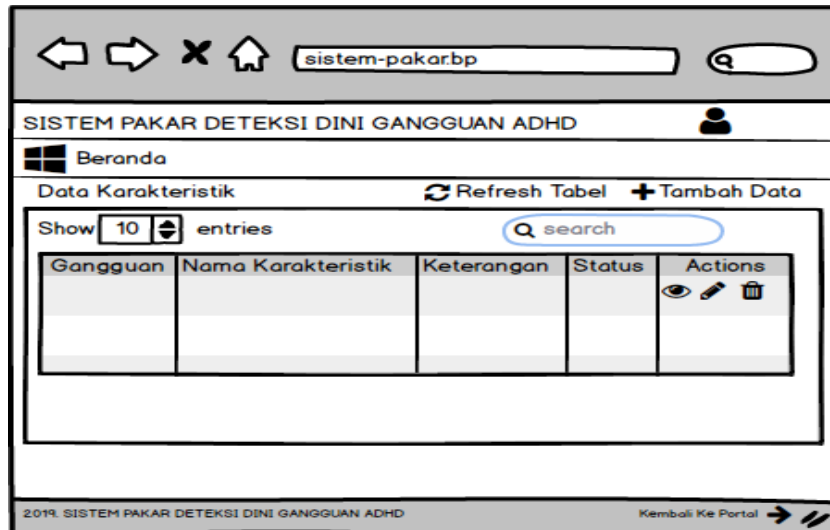 sistem-pakar.bp
SISTEM PAKAR DETEKSI DINI GANGGUAN ADHD
Beranda
Data Karakteristik Refresh Tabel Tambah Data
Show 10 entries search
Gangguan Nama Karakteristik Keterangan Status Actions
2019. SISTEM PAKAR DETEKSI DINI GANGGUAN ADHD Kembali Ke Portal